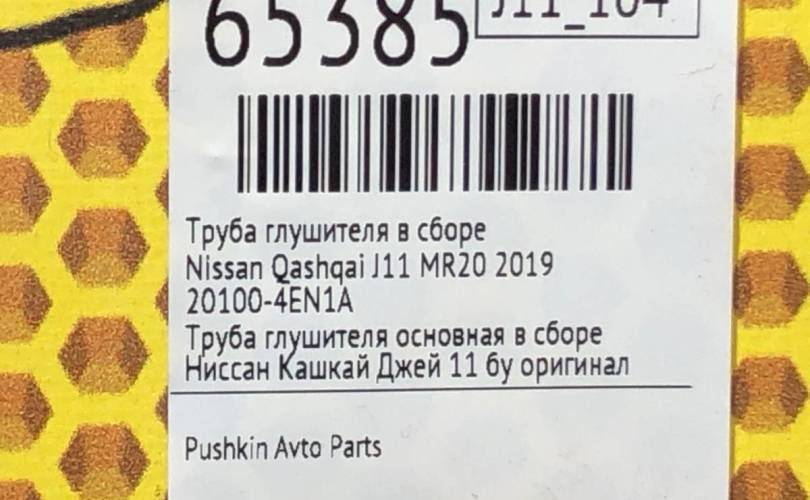 65385
J11_104
Труба глушителя в сборе
Nissan Qashqai J11 MR20 2019
20100-4EN1A
Труба глушителя основная в сборе
Ниссан Кашкай Джей 11 бу оригинал
Pushkin Avto Parts